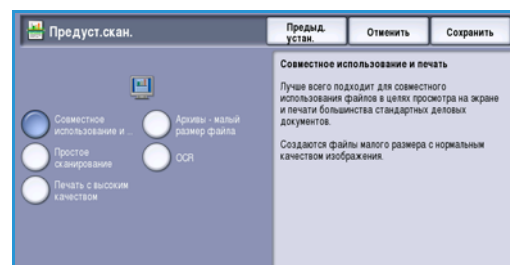 Предуст.скан.
Предыд.
устан.
Отменить
Сохранить
Совместное
использование и ...
Архивы - малый
размер файла
Простое
сканирование
OCR
Печать с высоким
качеством
Совместное использование и печать
Лучше всего подходит для совместного
использования файлов в целях просмотра на экране
и печати большинства стандартных деловых
документов.
Создаются файлы малого размера с нормальным
качеством изображения.